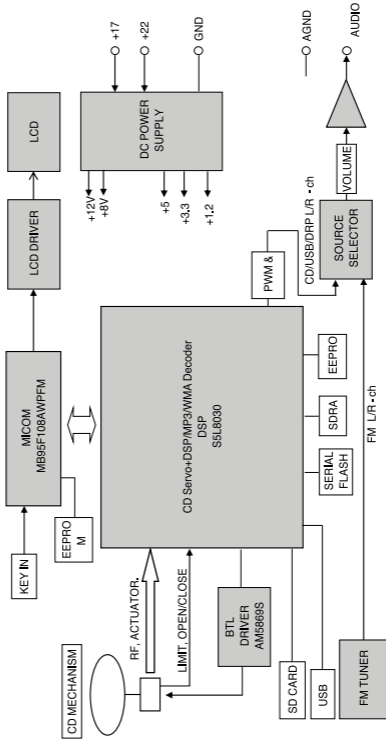 KEY IN
MICOM
MB95F108AWPFM
EEPRO
M
LCD DRIVER
LCD
+17
+22
GND
DC POWER
SUPPLY
+12V
+8V
+5
+3.3
+1.2
CD MECHANISM
RF, ACTUATOR.
LIMIT, OPEN/CLOSE
BTL
DRIVER
AM5869S
CD Servo+DSP/MP3/WMA Decoder
DSP
S5L8030
PWM &
CD/USB/DRP L/R - ch
SD CARD
USB
SERIAL
FLASH
SDRA
EEPRO
FM TUNER
FM L/R - ch
SOURCE
SELECTOR
VOLUME
AGND
AUDIO